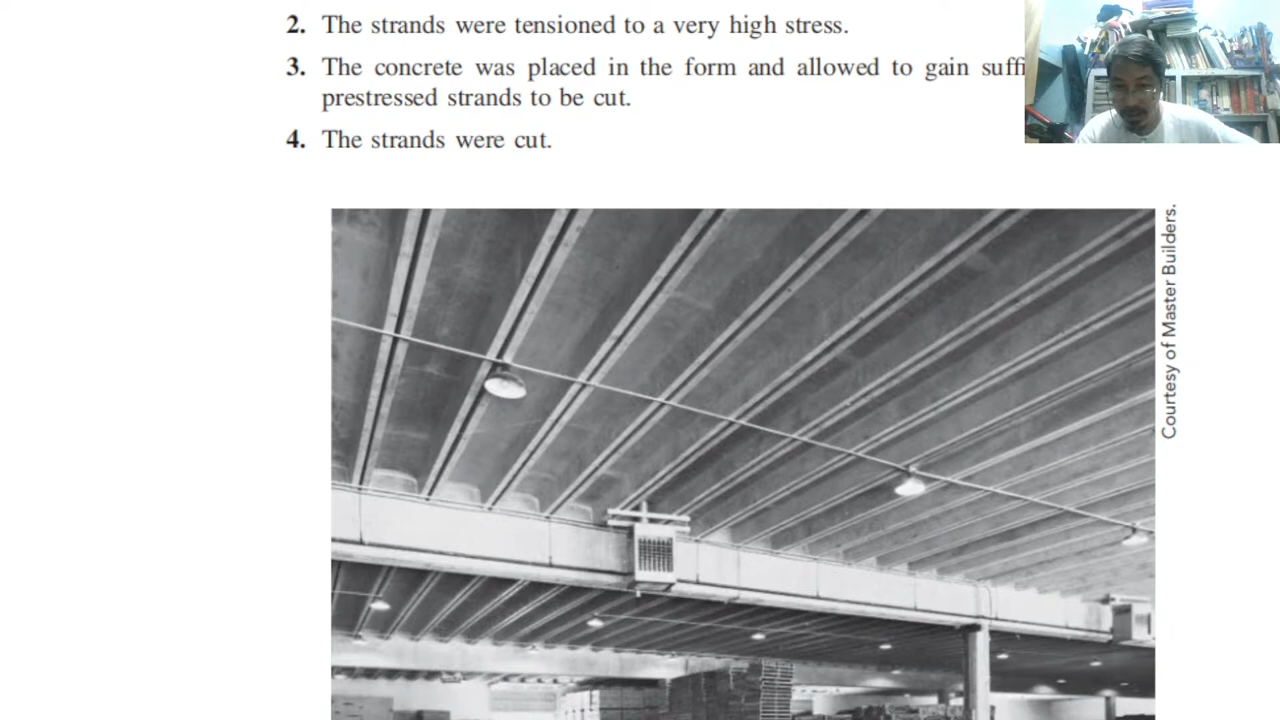 2. The strands were tensioned to a very high stress.
3. The concrete was placed in the form and allowed to gain
prestressed strands to be cut.
4. The strands were cut.
Courtesy of Master Builders.